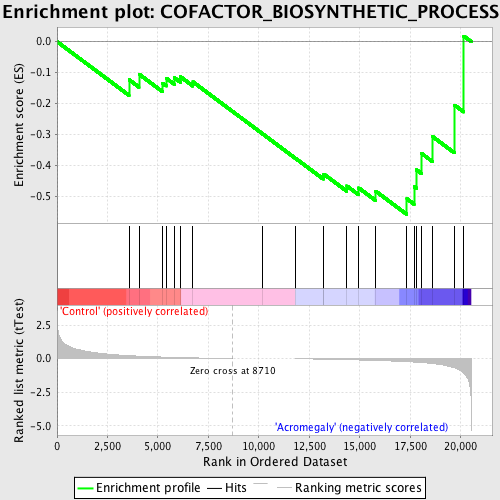 Enrichment plot: COFACTOR_BIOSYNTHETIC_PROCESS
Enrichment score (ES)
0.0
-0.1
-0.2
-0.3
-0.4
-0.5
'Control' (positively correlated)
Ranked list metric (tTest)
2.5
0.0
-2.5
-5.0
Zero cross at 8710
'Acromegaly' (negatively correlated)
0
2,500
5,000
7,500
10,000
12,500
15,000
17,500
20,000
Rank in Ordered Dataset
Enrichment profile
Hits
Ranking metric scores